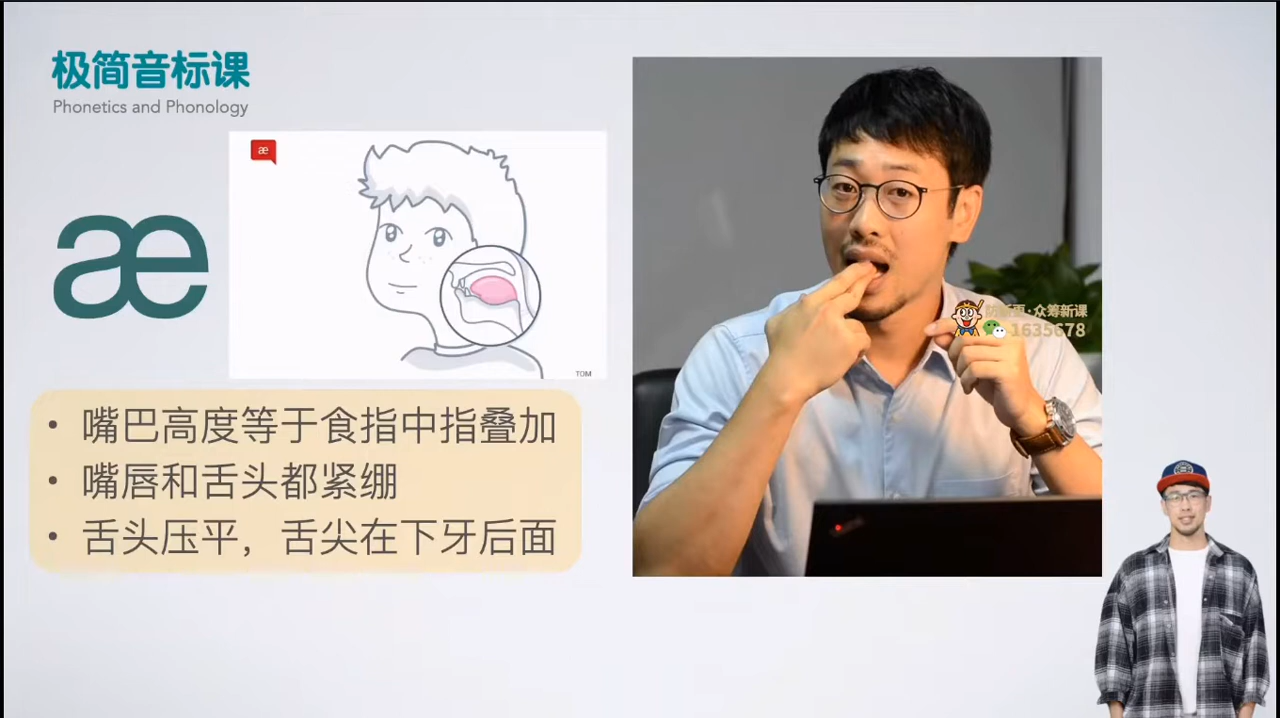 极简音标课
Phonetics and Phonology
æ
æ
TOM
• 嘴巴高度等于食指中指叠加
• 嘴唇和舌头都紧绷
• 舌头压平，舌尖在下牙后面
众筹新课
1635678